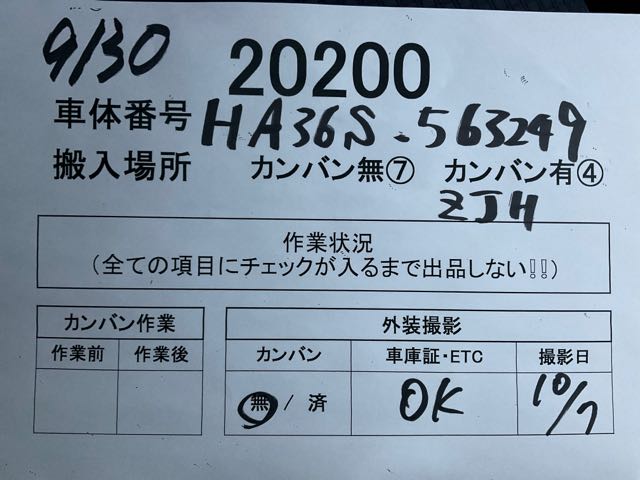 9/30
20200
車体番号 HA36S-563249
搬入場所 カンバン無⑦ カンバン有④
ZJH
作業状況
(全ての項目にチェックが入るまで出品しない!!)
カンバン作業 外装撮影
作業前 作業後 カンバン 車庫証・ETC 撮影日
無 / 済 OK 10/7